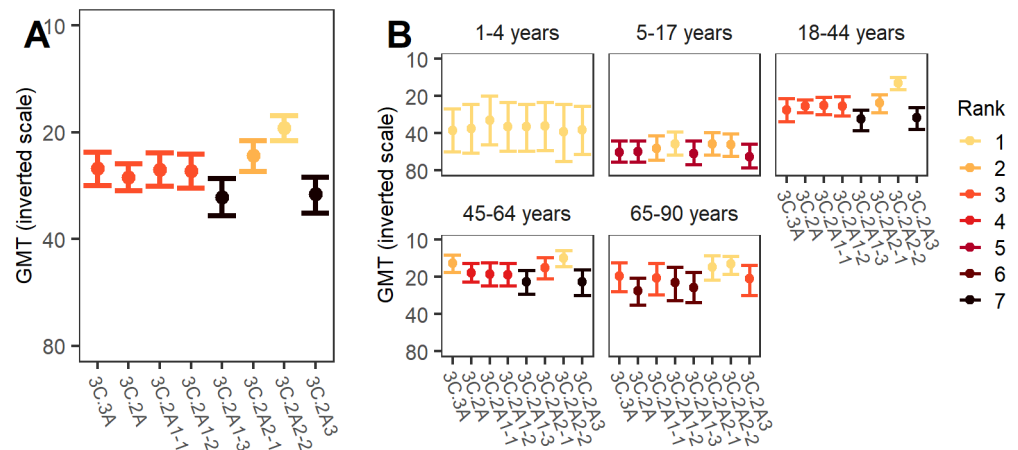 A
GMT (inverted scale)
10
20
40
80
3C.3A
3C.2A
3C.2A1-1
3C.2A1-2
3C.2A1-3
3C.2A2-1
3C.2A2-2
3C.2A3
B
GMT (inverted scale)
1-4 years
5-17 years
18-44 years
10
20
40
80
3C.3A
3C.2A
3C.2A1-1
3C.2A1-2
3C.2A1-3
3C.2A2-1
3C.2A2-2
3C.2A3
45-64 years
65-90 years
10
20
40
80
3C.3A
3C.2A
3C.2A1-1
3C.2A1-2
3C.2A1-3
3C.2A2-1
3C.2A2-2
3C.2A3
3C.3A
3C.2A
3C.2A1-1
3C.2A1-2
3C.2A1-3
3C.2A2-1
3C.2A2-2
3C.2A3
Rank
1
2
3
4
5
6
7